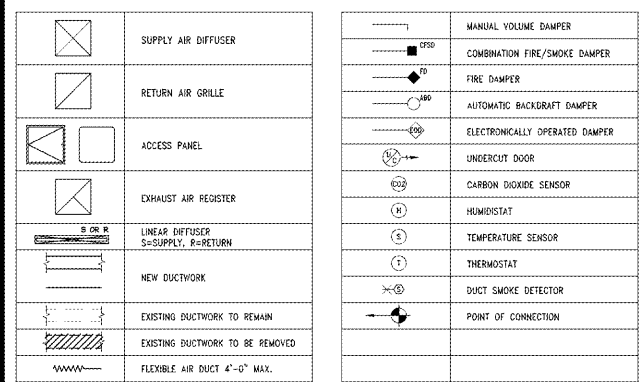 SUPPLY AIR DIFFUSER
RETURN AIR GRILLE
ACCESS PANEL
EXHAUST AIR REGISTER
S OR R
LINEAR DIFFUSER
S=SUPPLY, R=RETURN
NEW DUCTWORK
EXISTING DUCTWORK TO REMAIN
EXISTING DUCTWORK TO BE REMOVED
FLEXIBLE AIR DUCT 4'-0" MAX.
MANUAL VOLUME DAMPER
CFSD
COMBINATION FIRE/SMOKE DAMPER
FD
FIRE DAMPER
ABD
AUTOMATIC BACKDRAFT DAMPER
EOD
ELECTRONICALLY OPERATED DAMPER
U/C
UNDERCUT DOOR
CO2
CARBON DIOXIDE SENSOR
H
HUMIDISTAT
S
TEMPERATURE SENSOR
T
THERMOSTAT
S
DUCT SMOKE DETECTOR
POINT OF CONNECTION